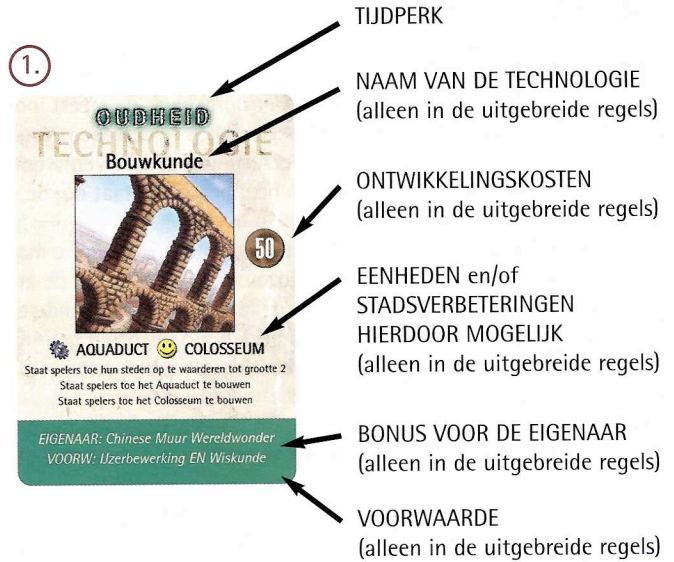 1.
OUDHEID
TECHNOLOGIE
Bouwkunde
50
AQUADUCT COLOSSEUM
Staat spelers toe hun steden op te waarderen tot grootte 2
Staat spelers toe het Aquaduct te bouwen
Staat spelers toe het Colosseum te bouwen
EIGENAAR: Chinese Muur Wereldwonder
VOORW: IJzerbewerking EN Wiskunde
TIJDPERK
NAAM VAN DE TECHNOLOGIE
(alleen in de uitgebreide regels)
ONTWIKKELINGSKOSTEN
(alleen in de uitgebreide regels)
EENHEDEN en/of
STADSVERBETERINGEN
HIERDOOR MOGELIJK
(alleen in de uitgebreide regels)
BONUS VOOR DE EIGENAAR
(alleen in de uitgebreide regels)
VOORWAARDE
(alleen in de uitgebreide regels)